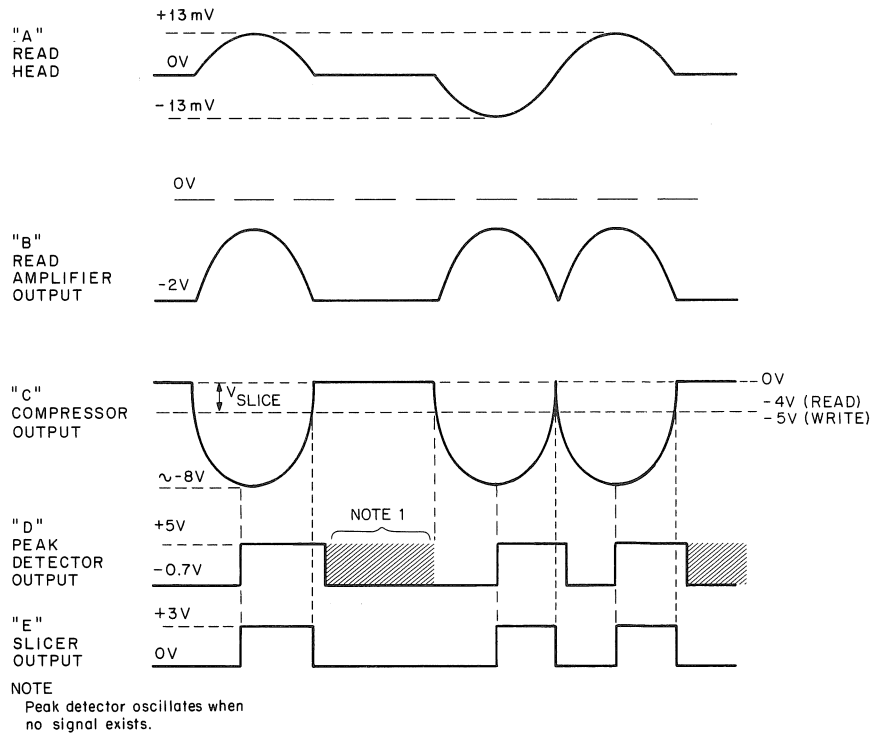 +13 mV
"A"
READ
HEAD
0V
-13 mV
0V
"B"
READ
AMPLIFIER
OUTPUT
-2V
"C"
COMPRESSOR
OUTPUT
V SLICE
0V
-4V (READ)
-5V (WRITE)
~-8V
"D"
PEAK
DETECTOR
OUTPUT
+5V
NOTE 1
-0.7V
"E"
SLICER
OUTPUT
+3V
0V
NOTE
Peak detector oscillates when
no signal exists.